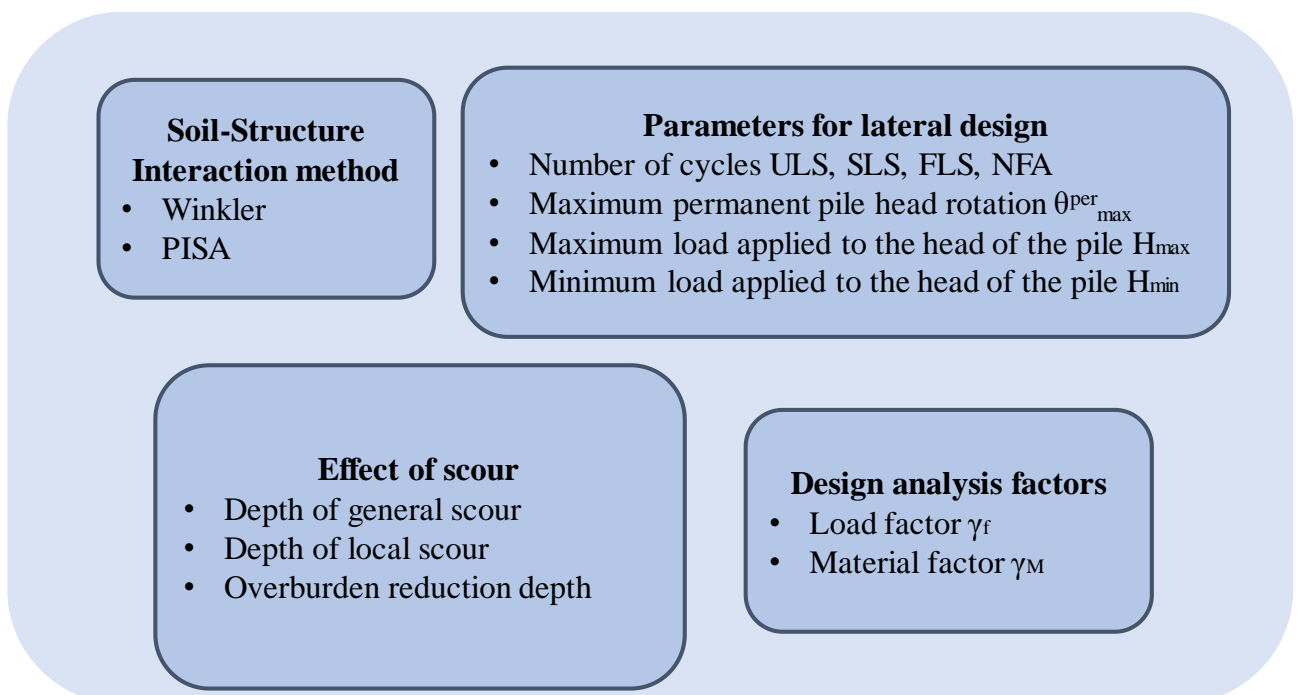 Soil-Structure
Interaction method
• Winkler
• PISA
Parameters for lateral design
• Number of cycles ULS, SLS, FLS, NFA
• Maximum permanent pile head rotation θᵖᵉʳₘₐₓ
• Maximum load applied to the head of the pile Hₘₐₓ
• Minimum load applied to the head of the pile Hₘᵢₙ
Effect of scour
• Depth of general scour
• Depth of local scour
• Overburden reduction depth
Design analysis factors
• Load factor γf
• Material factor γM